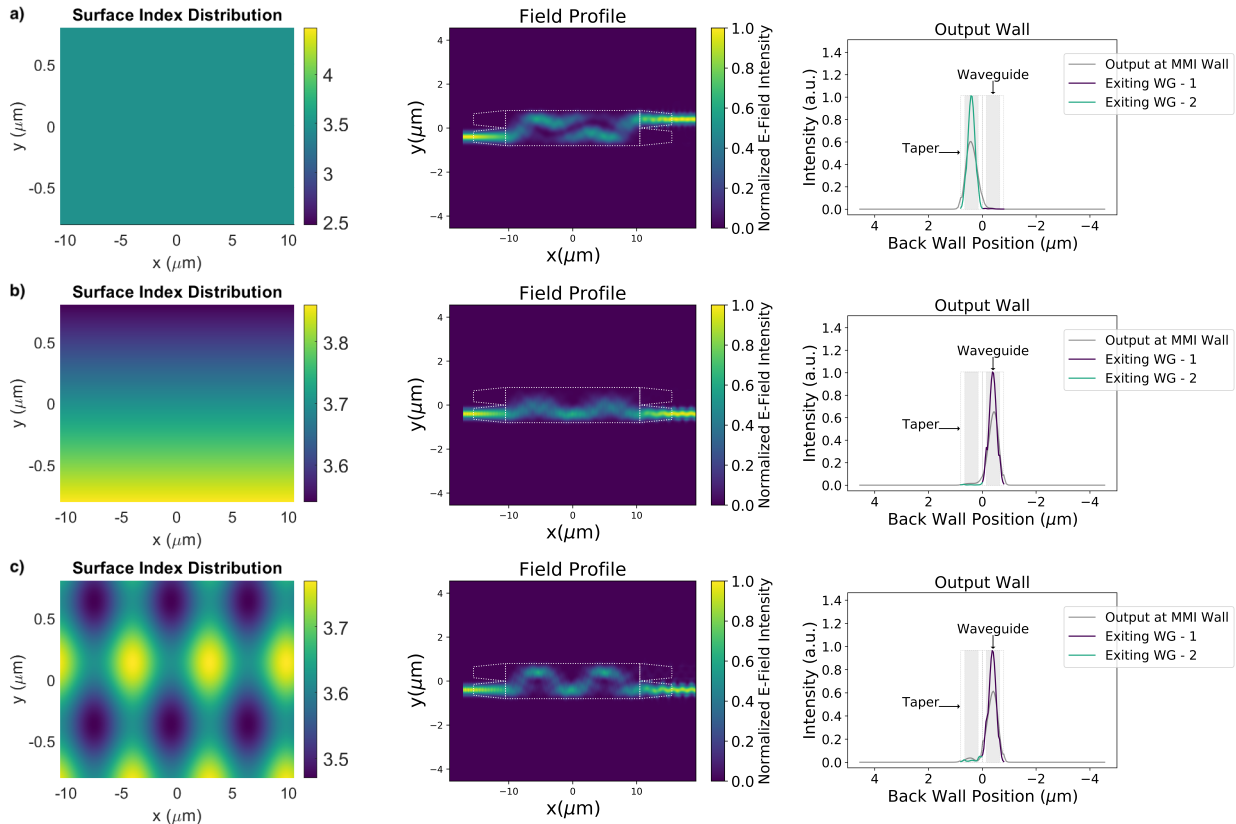 a)
Surface Index Distribution
0.5
0
-0.5
y (μm)
-10 -5 0 5 10
x (μm)
4
3.5
3
2.5
Field Profile
4
2
0
−2
−4
y(μm)
−10 0 10
x(μm)
1.0
0.8
0.6
0.4
0.2
0.0
Normalized E-Field Intensity
Output Wall
1.4
1.2
1.0
0.8
0.6
0.4
0.2
0.0
Intensity (a.u.)
Waveguide
Taper
Output at MMI Wall
Exiting WG - 1
Exiting WG - 2
4 2 0 −2 −4
Back Wall Position (μm)
b)
Surface Index Distribution
0.5
0
-0.5
y (μm)
-10 -5 0 5 10
x (μm)
3.8
3.7
3.6
Field Profile
4
2
0
−2
−4
y(μm)
−10 0 10
x(μm)
1.0
0.8
0.6
0.4
0.2
0.0
Normalized E-Field Intensity
Output Wall
1.4
1.2
1.0
0.8
0.6
0.4
0.2
0.0
Intensity (a.u.)
Waveguide
Taper
Output at MMI Wall
Exiting WG - 1
Exiting WG - 2
4 2 0 −2 −4
Back Wall Position (μm)
c)
Surface Index Distribution
0.5
0
-0.5
y (μm)
-10 -5 0 5 10
x (μm)
3.7
3.6
3.5
Field Profile
4
2
0
−2
−4
y(μm)
−10 0 10
x(μm)
1.0
0.8
0.6
0.4
0.2
0.0
Normalized E-Field Intensity
Output Wall
1.4
1.2
1.0
0.8
0.6
0.4
0.2
0.0
Intensity (a.u.)
Waveguide
Taper
Output at MMI Wall
Exiting WG - 1
Exiting WG - 2
4 2 0 −2 −4
Back Wall Position (μm)